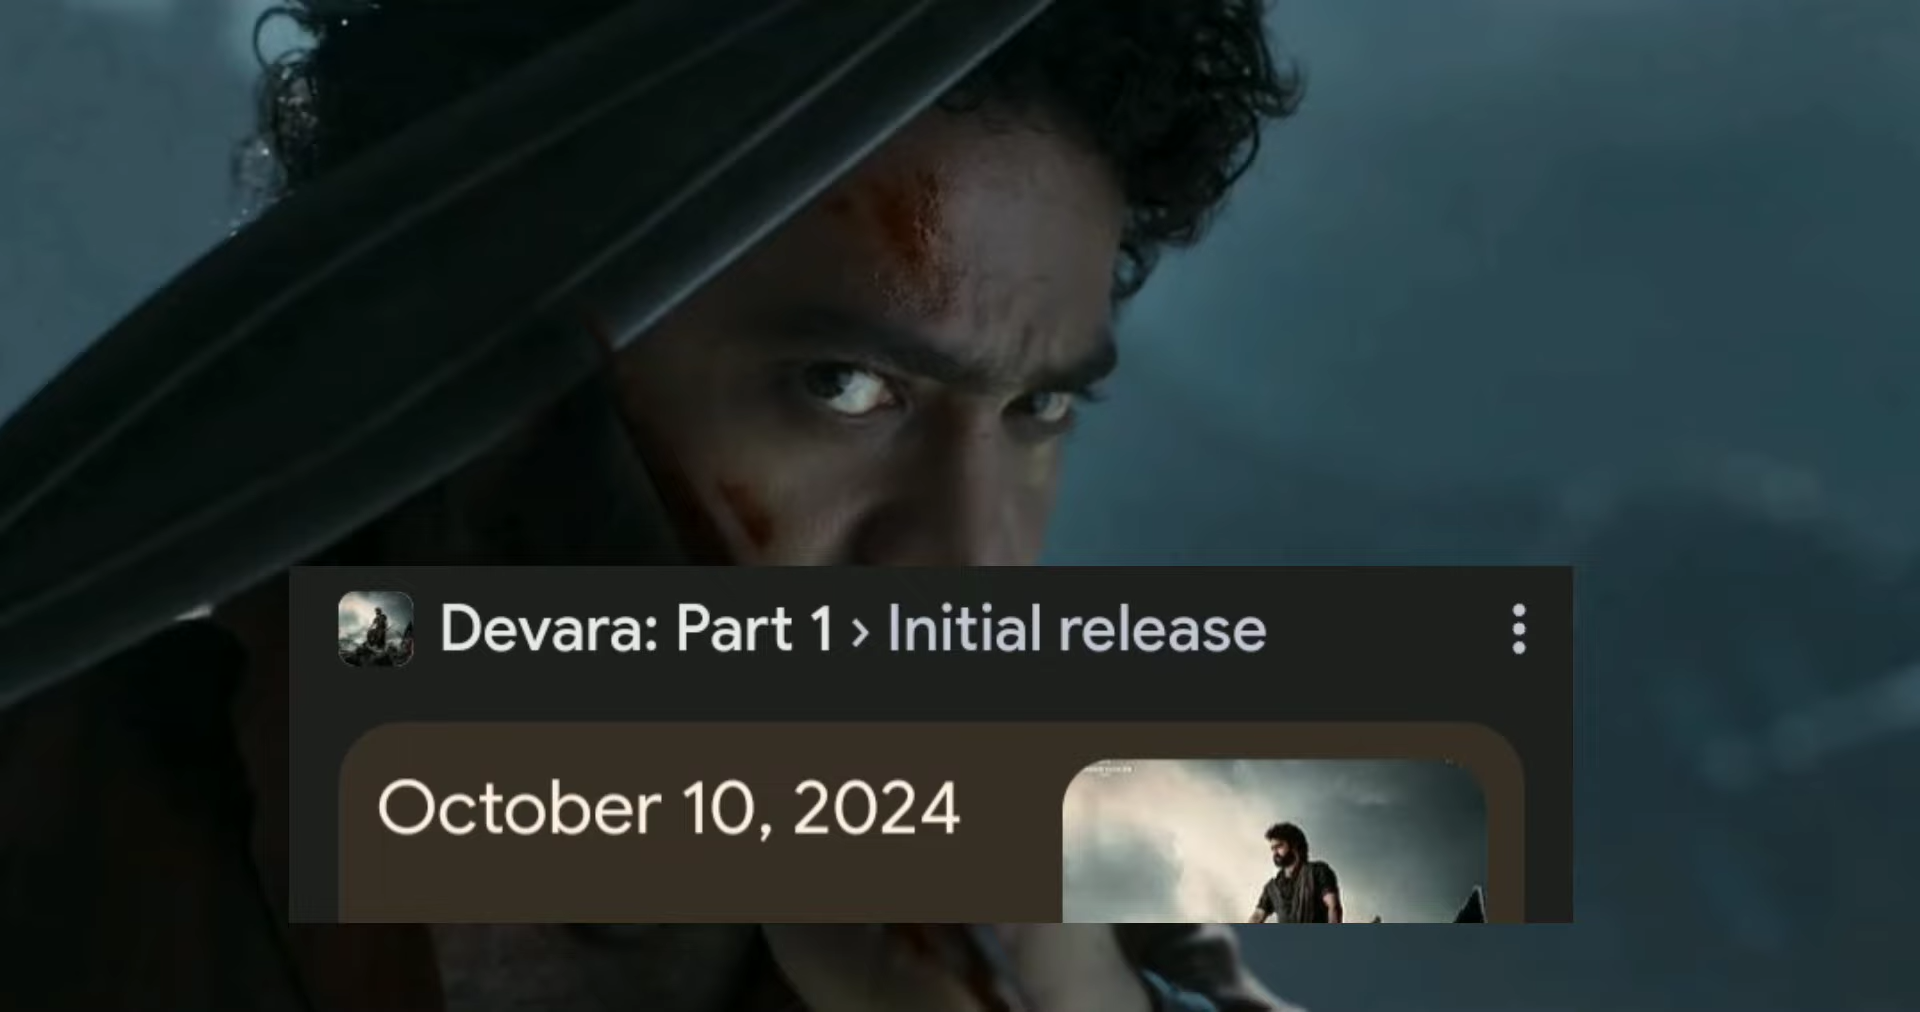 Devara: Part 1 › Initial release
October 10, 2024